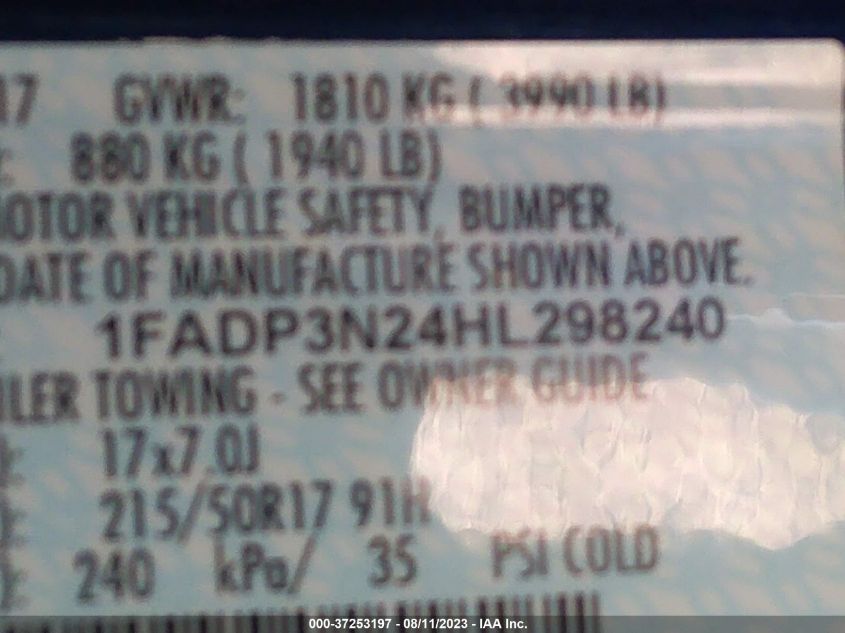 17 GVWR: 1810 KG ( 3990 LB)
: 880 KG ( 1940 LB)
MOTOR VEHICLE SAFETY, BUMPER,
DATE OF MANUFACTURE SHOWN ABOVE.
1FADP3N24HL298240
ILER TOWING - SEE OWNER GUIDE
): 17x7.0J
): 215/50R17 91H
): 240 kPa/ 35 PSI COLD
000-37253197 - 08/11/2023 - IAA Inc.